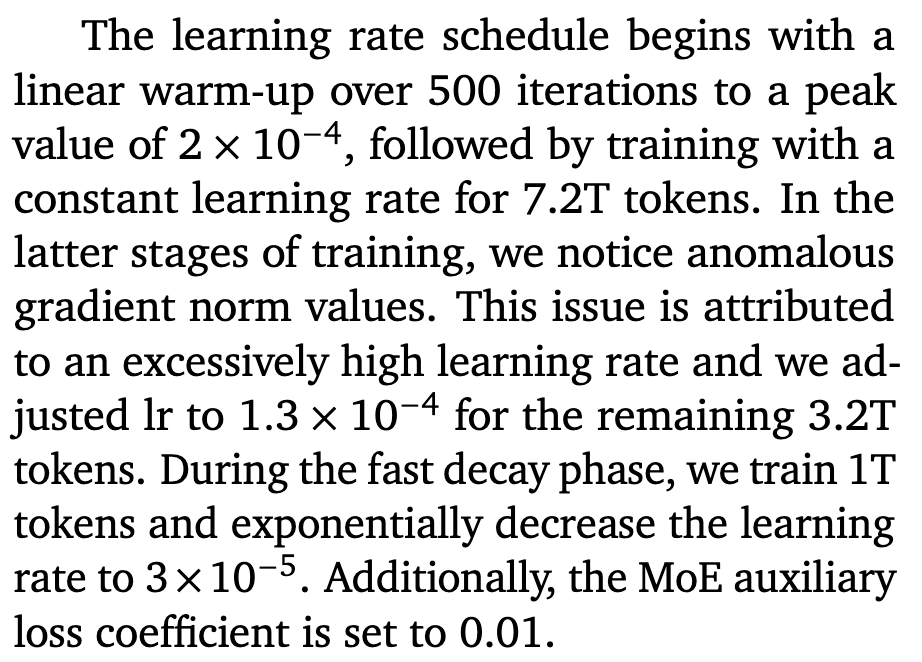 The learning rate schedule begins with a
linear warm-up over 500 iterations to a peak
value of 2 × 10⁻⁴, followed by training with a
constant learning rate for 7.2T tokens. In the
latter stages of training, we notice anomalous
gradient norm values. This issue is attributed
to an excessively high learning rate and we ad-
justed lr to 1.3 × 10⁻⁴ for the remaining 3.2T
tokens. During the fast decay phase, we train 1T
tokens and exponentially decrease the learning
rate to 3 × 10⁻⁵. Additionally, the MoE auxiliary
loss coefficient is set to 0.01.